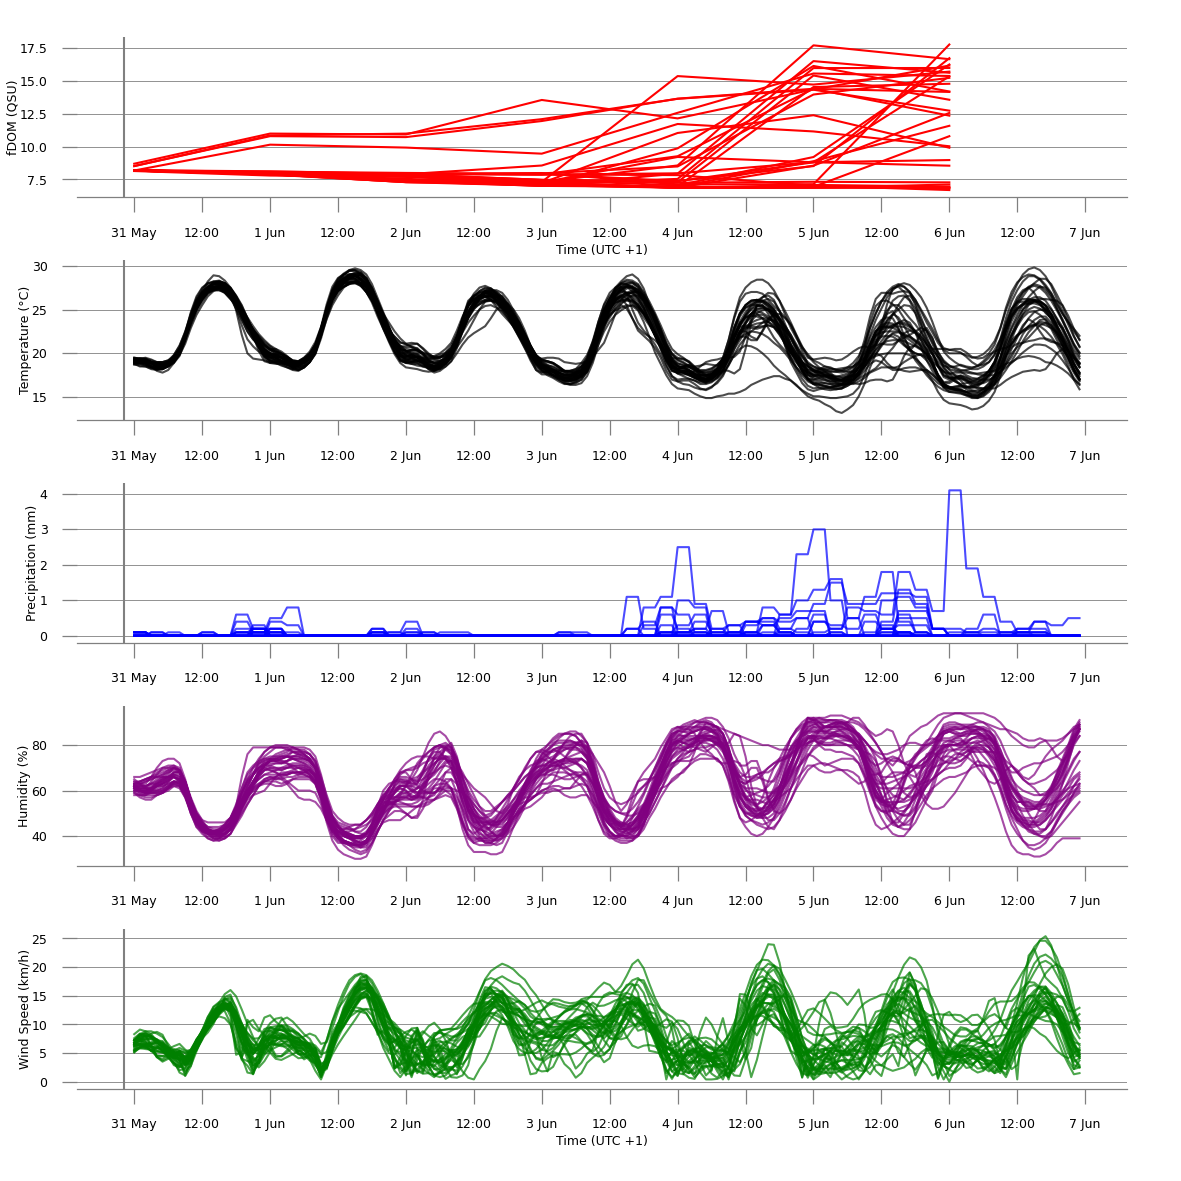 17.5
15.0
12.5
10.0
7.5
fDOM (QSU)
31 May 12:00 1 Jun 12:00 2 Jun 12:00 3 Jun 12:00 4 Jun 12:00 5 Jun 12:00 6 Jun 12:00 7 Jun
Time (UTC +1)
30
25
20
15
Temperature (°C)
31 May 12:00 1 Jun 12:00 2 Jun 12:00 3 Jun 12:00 4 Jun 12:00 5 Jun 12:00 6 Jun 12:00 7 Jun
4
3
2
1
0
Precipitation (mm)
31 May 12:00 1 Jun 12:00 2 Jun 12:00 3 Jun 12:00 4 Jun 12:00 5 Jun 12:00 6 Jun 12:00 7 Jun
80
60
40
Humidity (%)
31 May 12:00 1 Jun 12:00 2 Jun 12:00 3 Jun 12:00 4 Jun 12:00 5 Jun 12:00 6 Jun 12:00 7 Jun
25
20
15
10
5
0
Wind Speed (km/h)
31 May 12:00 1 Jun 12:00 2 Jun 12:00 3 Jun 12:00 4 Jun 12:00 5 Jun 12:00 6 Jun 12:00 7 Jun
Time (UTC +1)